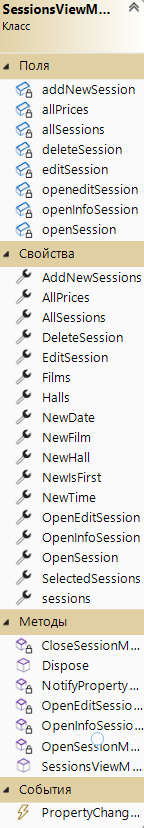 SessionsViewM...
Класс
Поля
addNewSession
allPrices
allSessions
deleteSession
editSession
openeditSession
openInfoSession
openSession
Свойства
AddNewSessions
AllPrices
AllSessions
DeleteSession
EditSession
Films
Halls
NewDate
NewFilm
NewHall
NewIsFirst
NewTime
OpenEditSession
OpenInfoSession
OpenSession
SelectedSessions
sessions
Методы
CloseSessionM...
Dispose
NotifyProperty...
OpenEditSessio...
OpenInfoSessio...
OpenSessionM...
SessionsViewM...
События
PropertyChang...